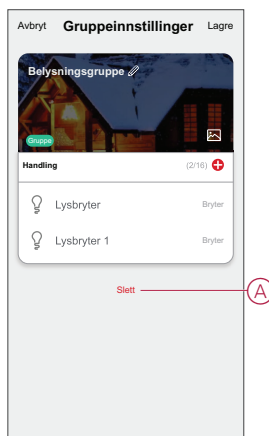 Avbryt Gruppeinnstillinger Lagre
Belysningsgruppe
Gruppe
Handling (2/16)
Lysbryter Bryter
Lysbryter 1 Bryter
Slett A